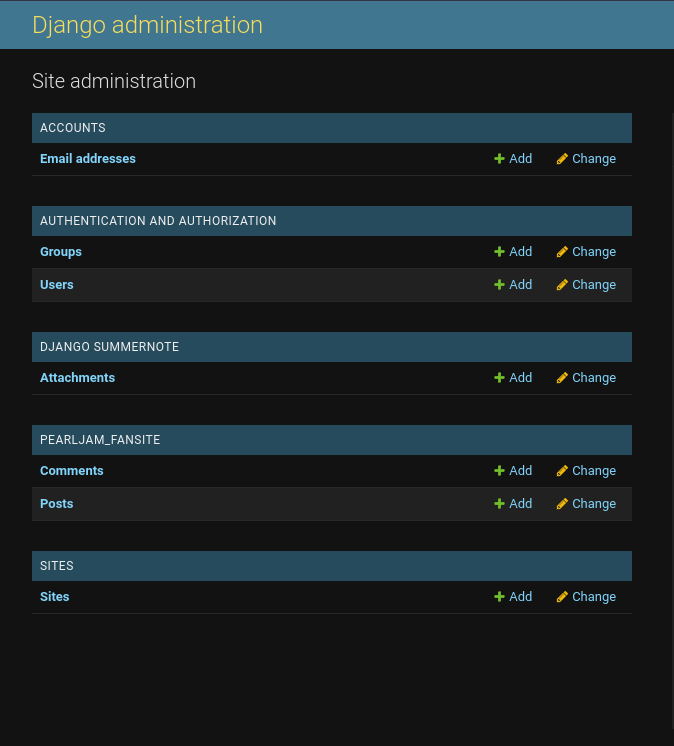 Django administration
Site administration
ACCOUNTS
Email addresses Add Change
AUTHENTICATION AND AUTHORIZATION
Groups Add Change
Users Add Change
DJANGO SUMMERNOTE
Attachments Add Change
PEARLJAM_FANSITE
Comments Add Change
Posts Add Change
SITES
Sites Add Change